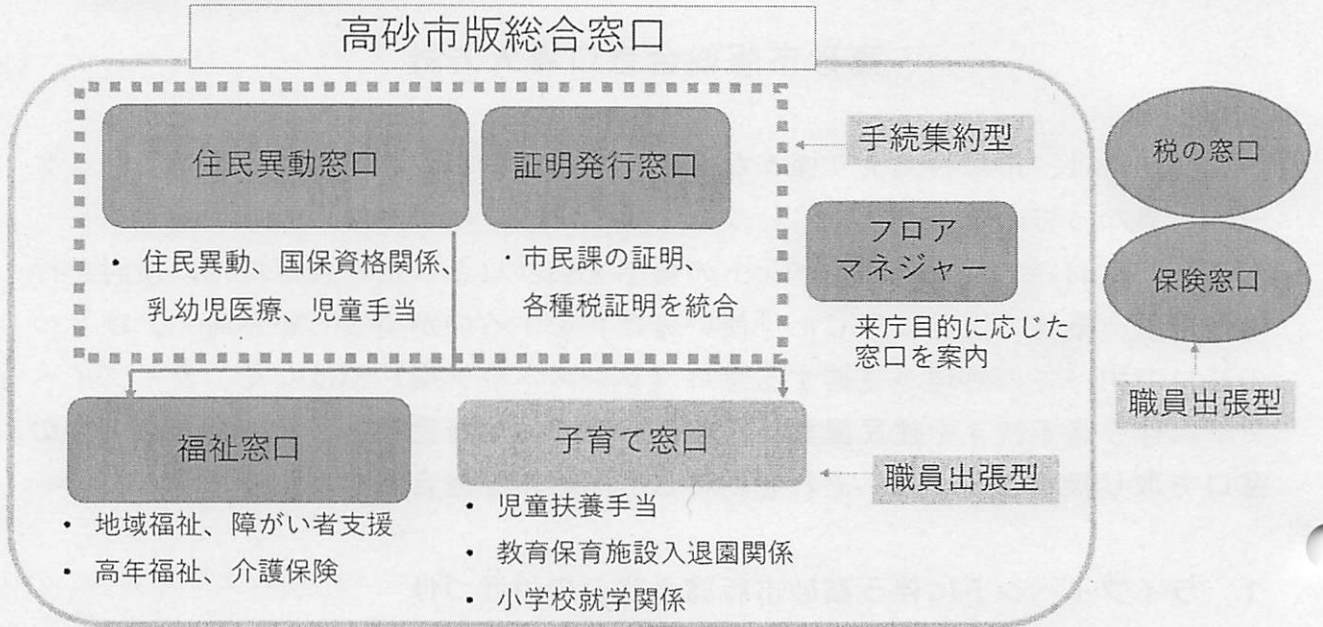 高砂市版総合窓口
住民異動窓口
証明発行窓口
手続集約型
税の窓口
・住民異動、国保資格関係、
乳幼児医療、児童手当
・市民課の証明、
各種税証明を統合
フロア
マネジャー
来庁目的に応じた
窓口を案内
保険窓口
職員出張型
福祉窓口
子育て窓口
職員出張型
・地域福祉、障がい者支援
・高年福祉、介護保険
・児童扶養手当
・教育保育施設入退園関係
・小学校就学関係